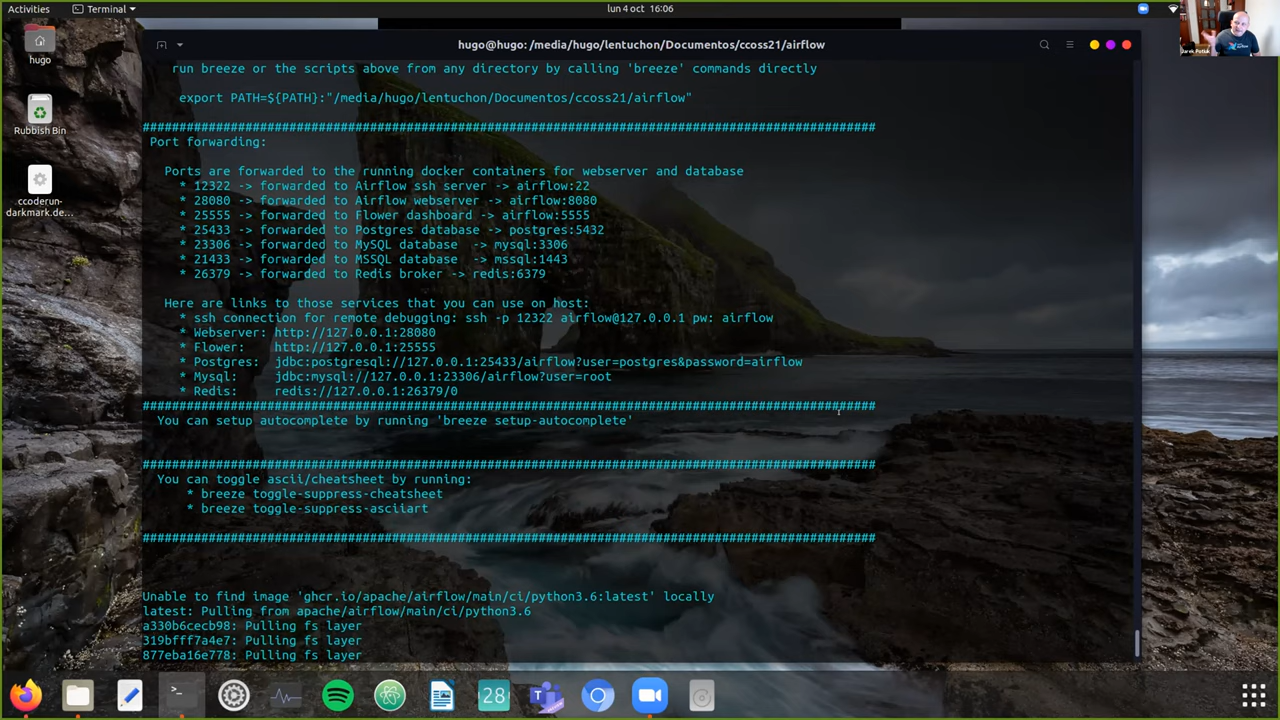 Activities
Terminal
lun 4 oct 16:06
hugo@hugo: /media/hugo/lentuchon/Documentos/ccoss21/airflow
hugo
Rubbish Bin
ccoderun-
darkmark.de...
run breeze or the scripts above from any directory by calling 'breeze' commands directly
export PATH=${PATH}:"/media/hugo/lentuchon/Documentos/ccoss21/airflow"
####################################################################################################
Port forwarding:
Ports are forwarded to the running docker containers for webserver and database
* 12322 -> forwarded to Airflow ssh server -> airflow:22
* 28080 -> forwarded to Airflow webserver -> airflow:8080
* 25555 -> forwarded to Flower dashboard -> airflow:5555
* 25433 -> forwarded to Postgres database -> postgres:5432
* 23306 -> forwarded to MySQL database  -> mysql:3306
* 21433 -> forwarded to MSSQL database  -> mssql:1443
* 26379 -> forwarded to Redis broker -> redis:6379
Here are links to those services that you can use on host:
* ssh connection for remote debugging: ssh -p 12322 airflow@127.0.0.1 pw: airflow
* Webserver: http://127.0.0.1:28080
* Flower:    http://127.0.0.1:25555
* Postgres:  jdbc:postgresql://127.0.0.1:25433/airflow?user=postgres&password=airflow
* Mysql:     jdbc:mysql://127.0.0.1:23306/airflow?user=root
* Redis:     redis://127.0.0.1:26379/0
####################################################################################################
You can setup autocomplete by running 'breeze setup-autocomplete'
####################################################################################################
You can toggle ascii/cheatsheet by running:
* breeze toggle-suppress-cheatsheet
* breeze toggle-suppress-asciiart
####################################################################################################
Unable to find image 'ghcr.io/apache/airflow/main/ci/python3.6:latest' locally
latest: Pulling from apache/airflow/main/ci/python3.6
a330b6cecb98: Pulling fs layer
319bfff7a4e7: Pulling fs layer
877eba16e778: Pulling fs layer
28